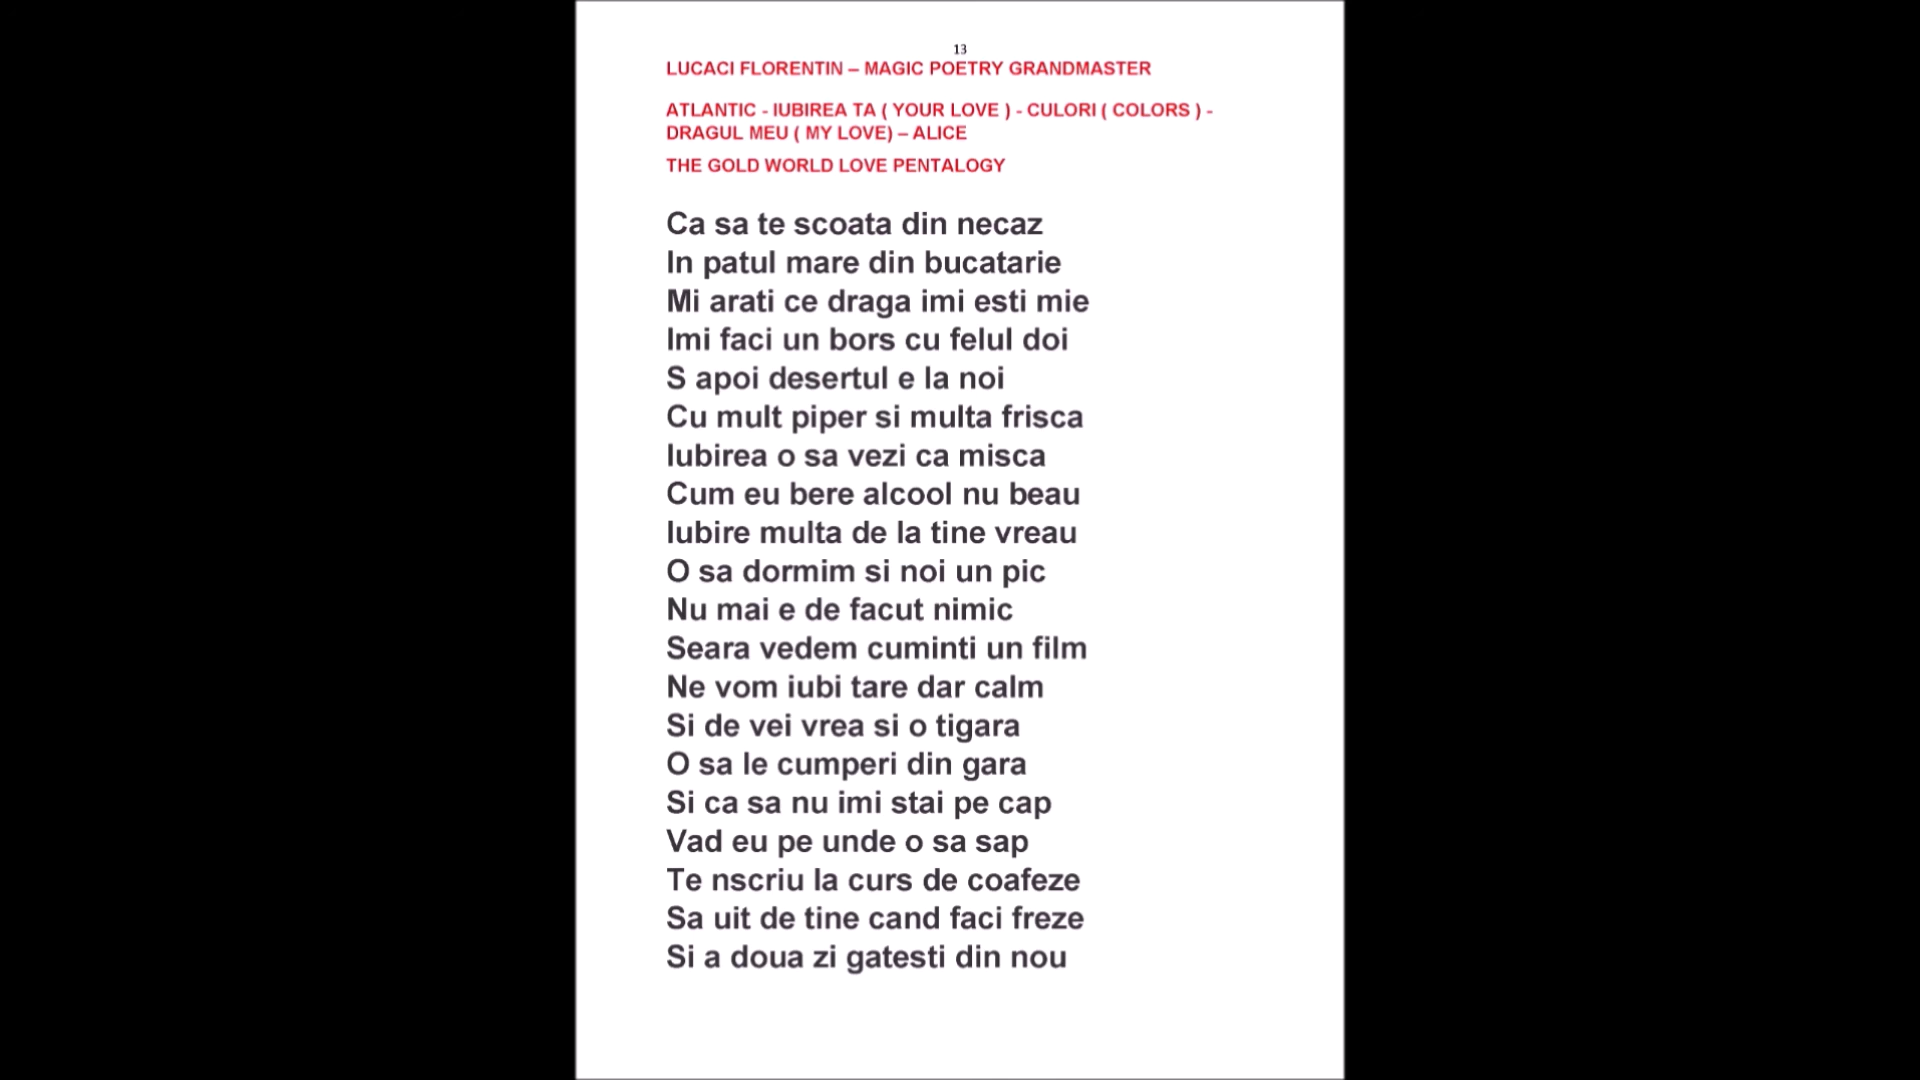 13
LUCACI FLORENTIN – MAGIC POETRY GRANDMASTER
ATLANTIC - IUBIREA TA ( YOUR LOVE ) - CULORI ( COLORS ) -
DRAGUL MEU ( MY LOVE) – ALICE
THE GOLD WORLD LOVE PENTALOGY
Ca sa te scoata din necaz
In patul mare din bucatarie
Mi arati ce draga imi esti mie
Imi faci un bors cu felul doi
S apoi desertul e la noi
Cu mult piper si multa frisca
Iubirea o sa vezi ca misca
Cum eu bere alcool nu beau
Iubire multa de la tine vreau
O sa dormim si noi un pic
Nu mai e de facut nimic
Seara vedem cuminti un film
Ne vom iubi tare dar calm
Si de vei vrea si o tigara
O sa le cumperi din gara
Si ca sa nu imi stai pe cap
Vad eu pe unde o sa sap
Te nscriu la curs de coafeze
Sa uit de tine cand faci freze
Si a doua zi gatesti din nou